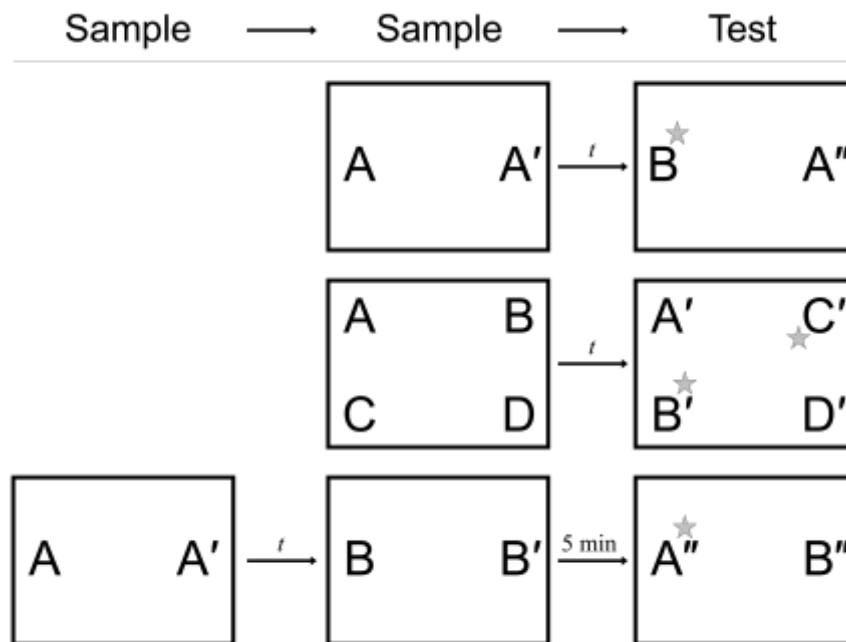 Sample → Sample → Test
A A′ t B A″
A B t A′ C′
C D B′ D′
A A′ t B B′ 5 min A″ B″